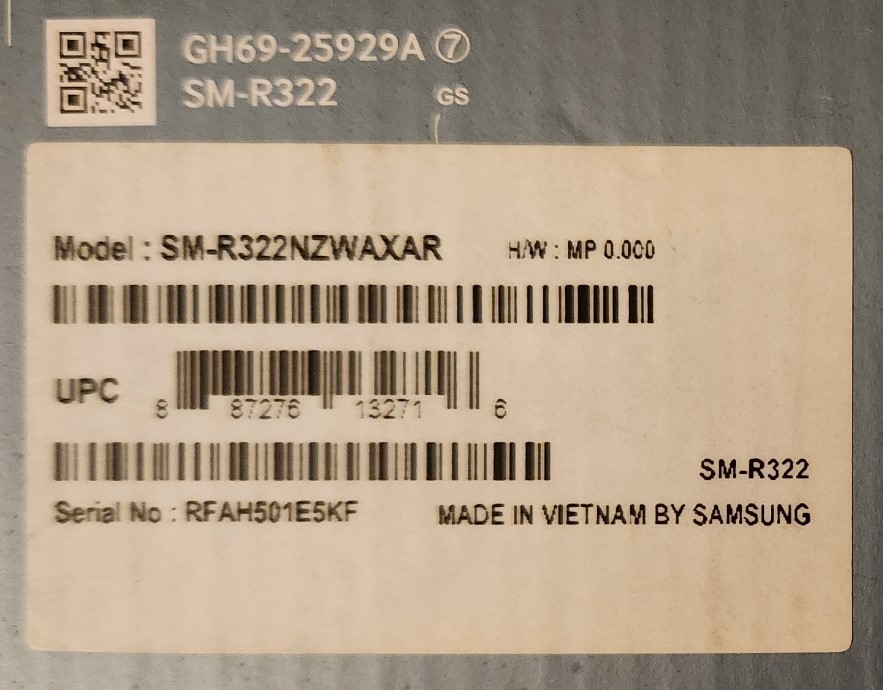 GH69-25929A ⑦
SM-R322
GS
Model : SM-R322NZWAXAR
H/W : MP 0.000
UPC
8 87276 13271 6
SM-R322
Serial No : RFAH501E5KF
MADE IN VIETNAM BY SAMSUNG